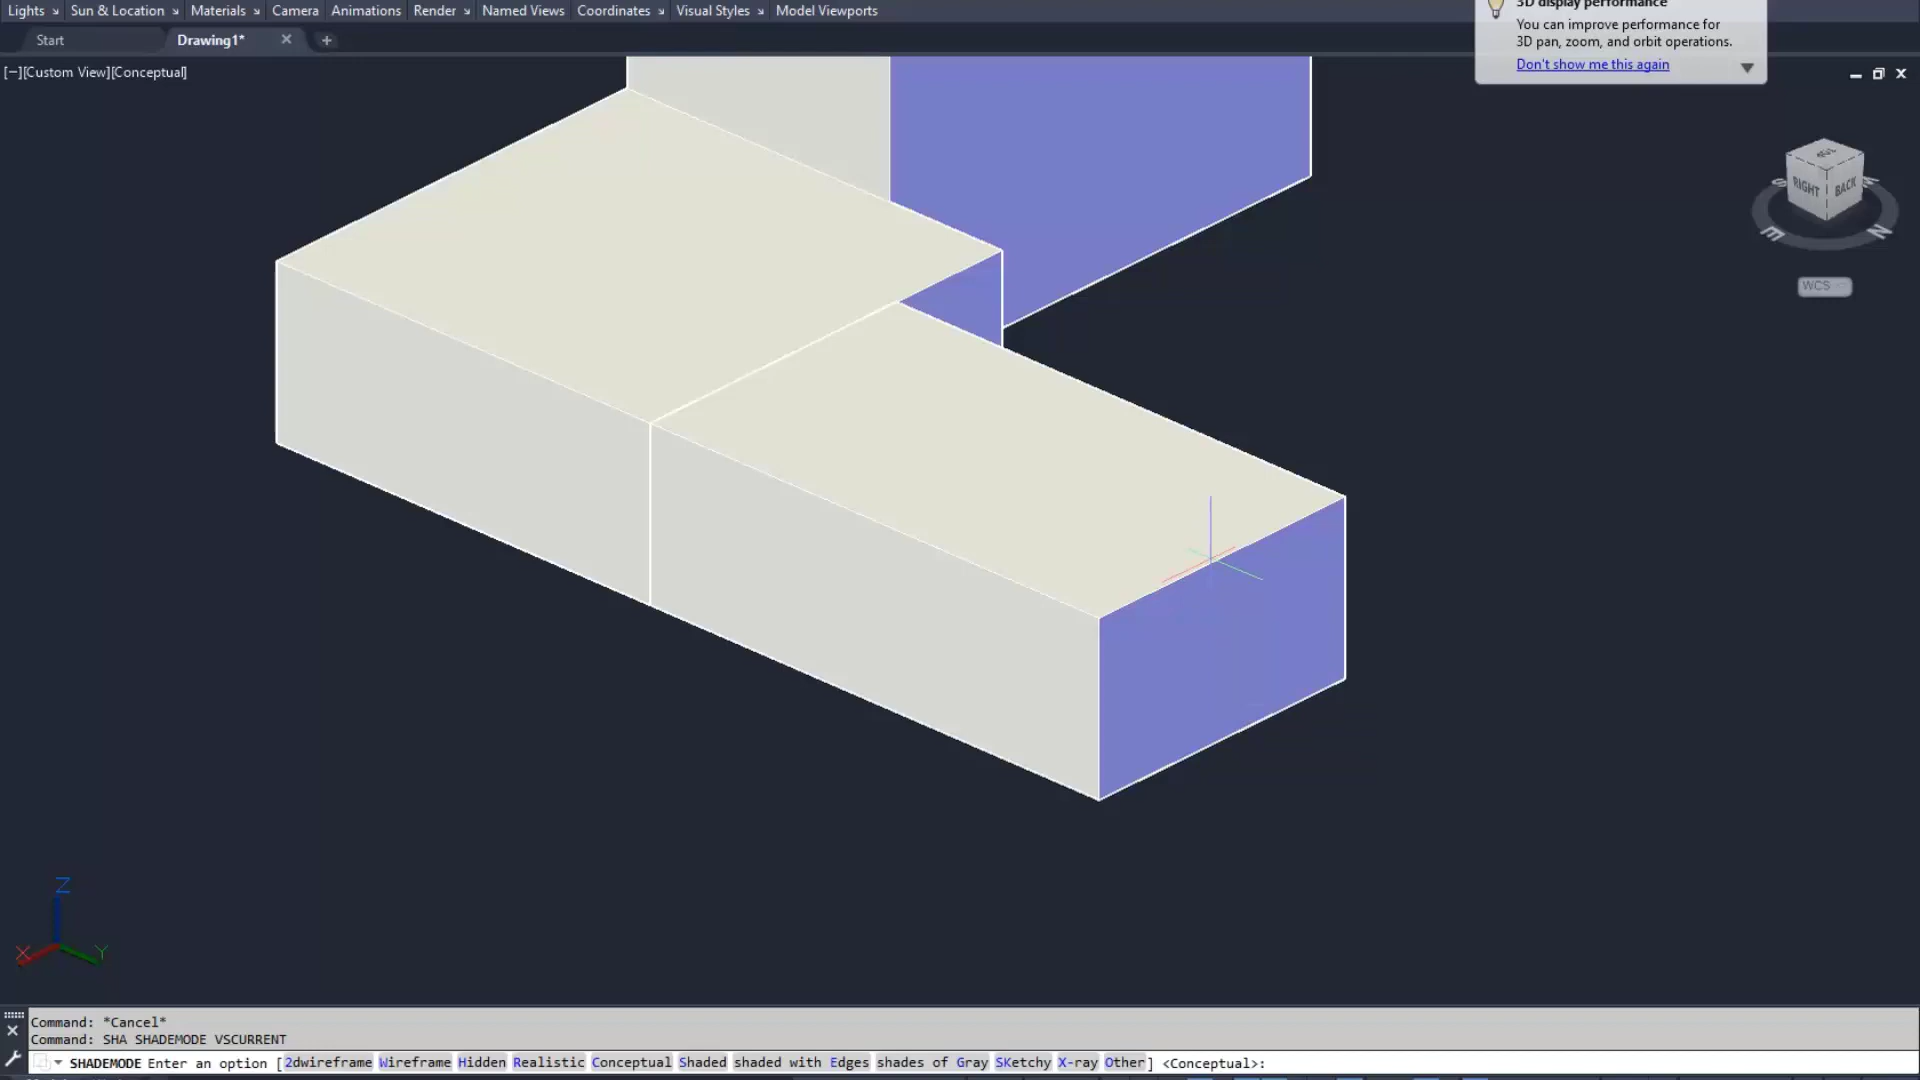 Lights Sun & Location Materials Camera Animations Render Named Views Coordinates Visual Styles Model Viewports
3D display performance
You can improve performance for
3D pan, zoom, and orbit operations.
Don't show me this again
Start Drawing1*
[−][Custom View][Conceptual]
RIGHT BACK
E N
WCS
Z
X Y
Command: *Cancel*
Command: SHA SHADEMODE VSCURRENT
SHADEMODE Enter an option [2dwireframe Wireframe Hidden Realistic Conceptual Shaded shaded with Edges shades of Gray SKetchy X-ray Other] <Conceptual>: